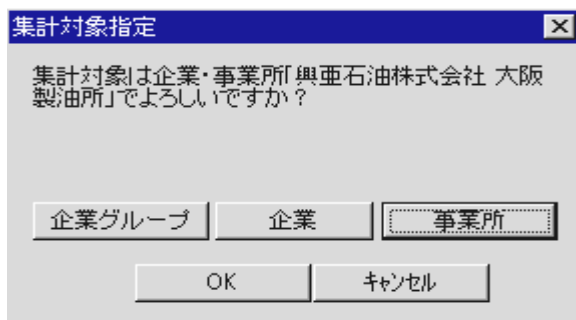 集計対象指定
集計対象は企業・事業所「興亜石油株式会社 大阪
製油所」でよろしいですか？
企業グループ
企業
事業所
OK
ｷｬﾝｾﾙ